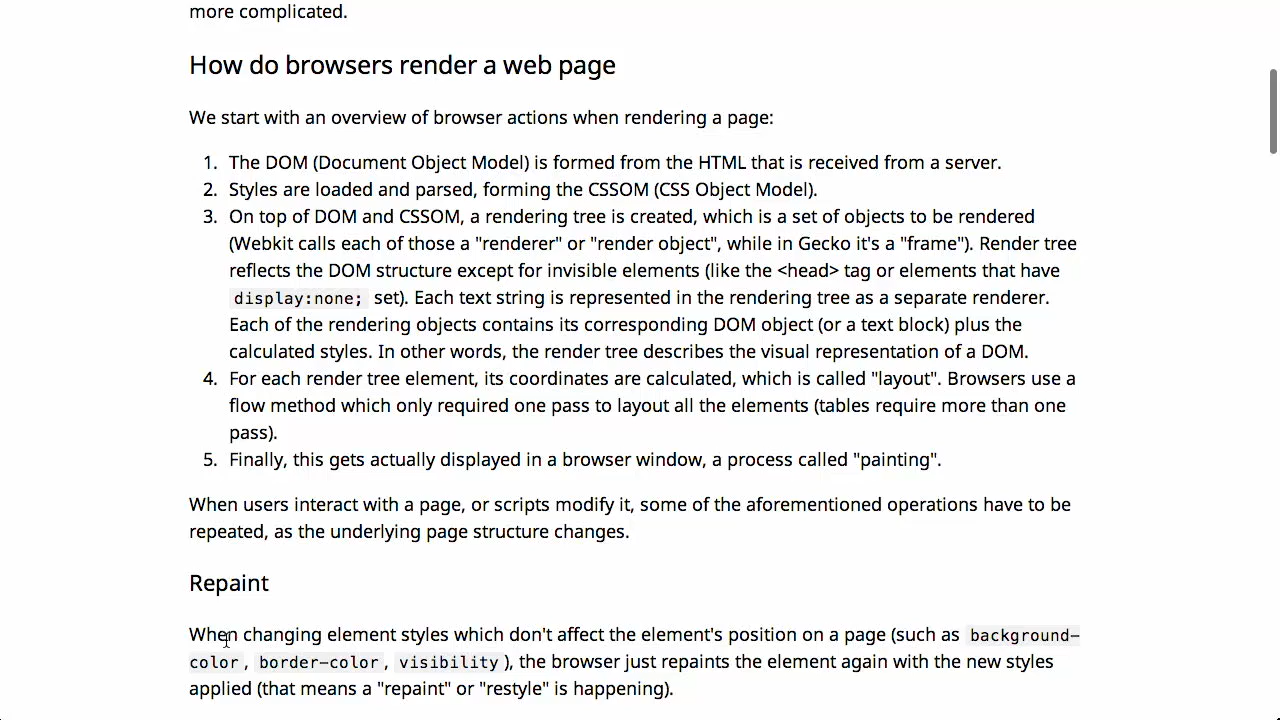 more complicated.
How do browsers render a web page
We start with an overview of browser actions when rendering a page:
1. The DOM (Document Object Model) is formed from the HTML that is received from a server.
2. Styles are loaded and parsed, forming the CSSOM (CSS Object Model).
3. On top of DOM and CSSOM, a rendering tree is created, which is a set of objects to be rendered
(Webkit calls each of those a "renderer" or "render object", while in Gecko it's a "frame"). Render tree
reflects the DOM structure except for invisible elements (like the <head> tag or elements that have
display:none; set). Each text string is represented in the rendering tree as a separate renderer.
Each of the rendering objects contains its corresponding DOM object (or a text block) plus the
calculated styles. In other words, the render tree describes the visual representation of a DOM.
4. For each render tree element, its coordinates are calculated, which is called "layout". Browsers use a
flow method which only required one pass to layout all the elements (tables require more than one
pass).
5. Finally, this gets actually displayed in a browser window, a process called "painting".
When users interact with a page, or scripts modify it, some of the aforementioned operations have to be
repeated, as the underlying page structure changes.
Repaint
When changing element styles which don't affect the element's position on a page (such as background-
color, border-color, visibility), the browser just repaints the element again with the new styles
applied (that means a "repaint" or "restyle" is happening).